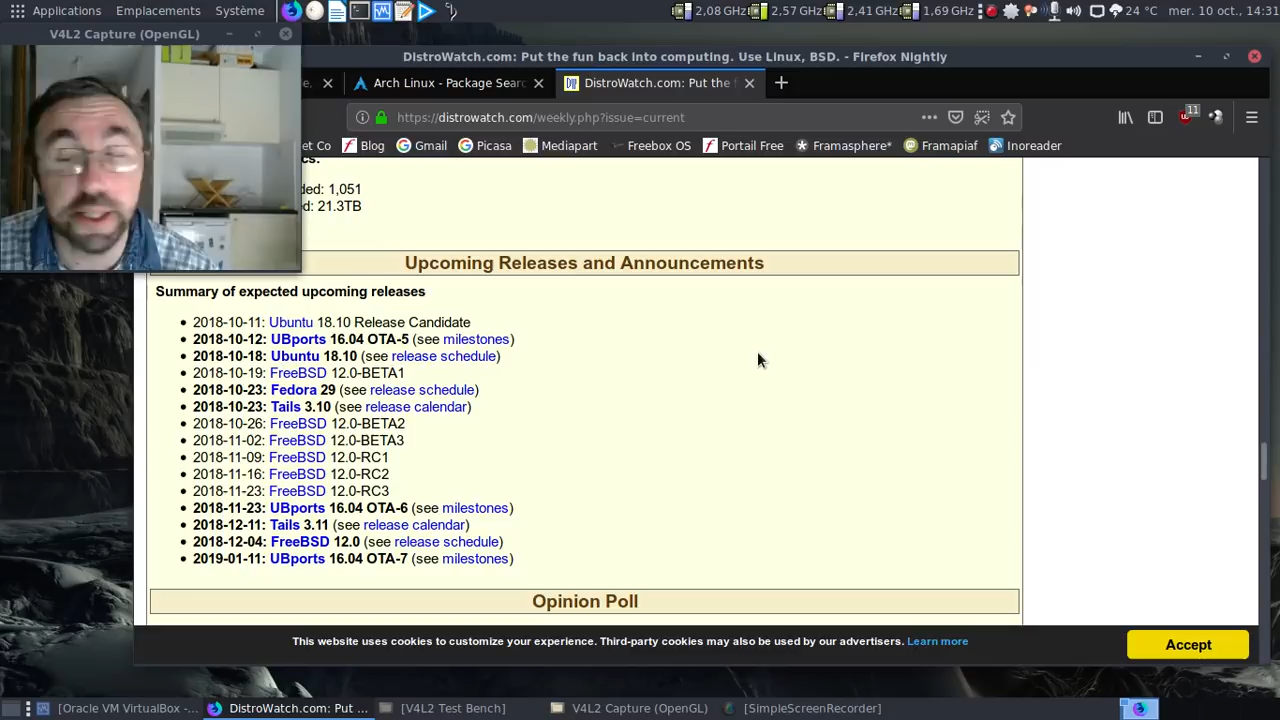 Applications Emplacements Système 2,08 GHz 2,57 GHz 2,41 GHz 1,69 GHz 24 °C mer. 10 oct., 14:31
V4L2 Capture (OpenGL)
DistroWatch.com: Put the fun back into computing. Use Linux, BSD. - Firefox Nightly
Arch Linux - Package Sear DistroWatch.com: Put the f
https://distrowatch.com/weekly.php?issue=current
11
et Co Blog Gmail Picasa Mediapart Freebox OS Portail Free Framasphere* Framapiaf Inoreader
cs:
ded: 1,051
d: 21.3TB
Upcoming Releases and Announcements
Summary of expected upcoming releases
2018-10-11: Ubuntu 18.10 Release Candidate
2018-10-12: UBports 16.04 OTA-5 (see milestones)
2018-10-18: Ubuntu 18.10 (see release schedule)
2018-10-19: FreeBSD 12.0-BETA1
2018-10-23: Fedora 29 (see release schedule)
2018-10-23: Tails 3.10 (see release calendar)
2018-10-26: FreeBSD 12.0-BETA2
2018-11-02: FreeBSD 12.0-BETA3
2018-11-09: FreeBSD 12.0-RC1
2018-11-16: FreeBSD 12.0-RC2
2018-11-23: FreeBSD 12.0-RC3
2018-11-23: UBports 16.04 OTA-6 (see milestones)
2018-12-11: Tails 3.11 (see release calendar)
2018-12-04: FreeBSD 12.0 (see release schedule)
2019-01-11: UBports 16.04 OTA-7 (see milestones)
Opinion Poll
This website uses cookies to customize your experience. Third-party cookies may also be used by our advertisers. Learn more
Accept
[Oracle VM VirtualBox -... DistroWatch.com: Put ... [V4L2 Test Bench] V4L2 Capture (OpenGL) [SimpleScreenRecorder]